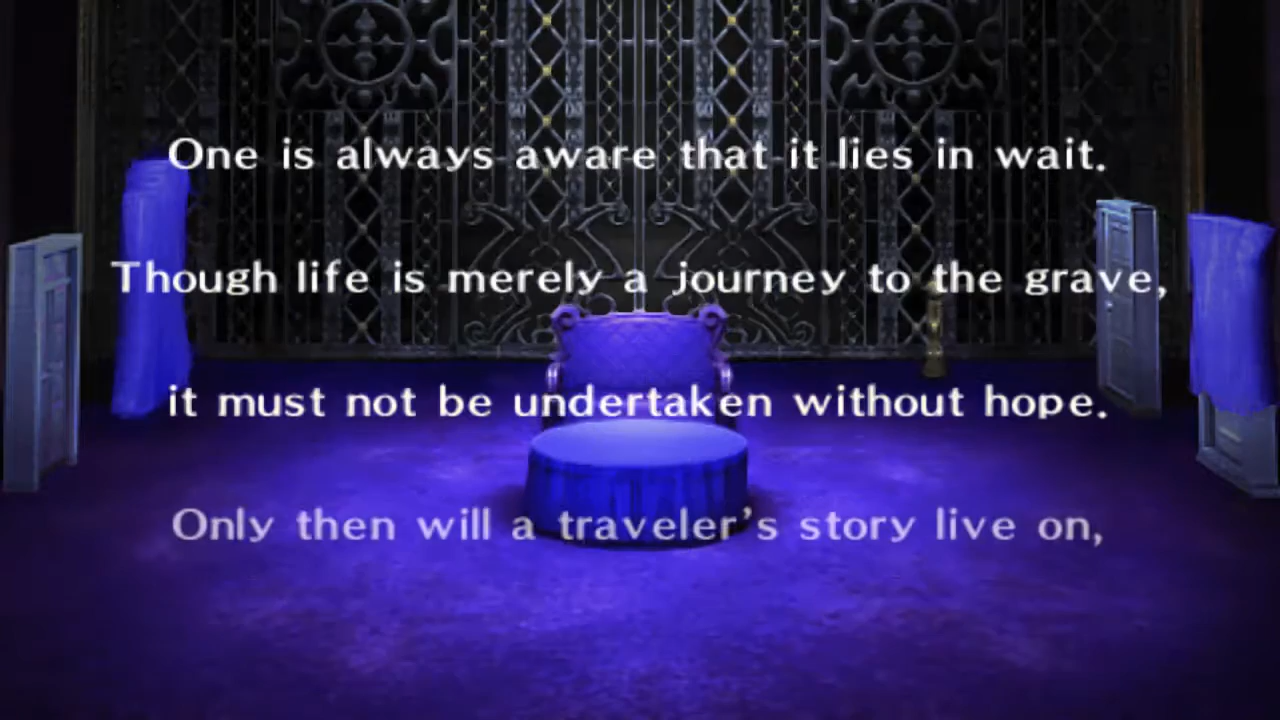 One is always aware that it lies in wait.
Though life is merely a journey to the grave,
it must not be undertaken without hope.
Only then will a traveler's story live on,